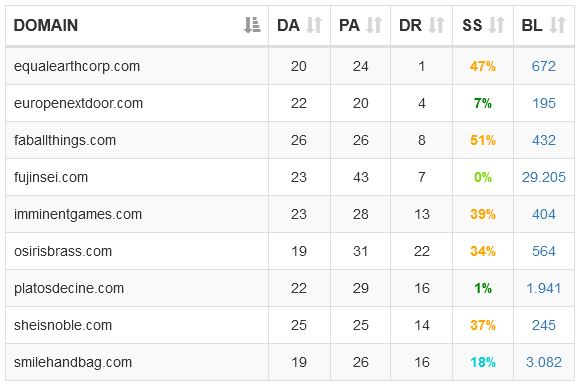 DOMAIN DA PA DR SS BL
equalearthcorp.com 20 24 1 47% 672
europenextdoor.com 22 20 4 7% 195
faballthings.com 26 26 8 51% 432
fujinsei.com 23 43 7 0% 29.205
imminentgames.com 23 28 13 39% 404
osirisbrass.com 19 31 22 34% 564
platosdecine.com 22 29 16 1% 1.941
sheisnoble.com 25 25 14 37% 245
smilehandbag.com 19 26 16 18% 3.082